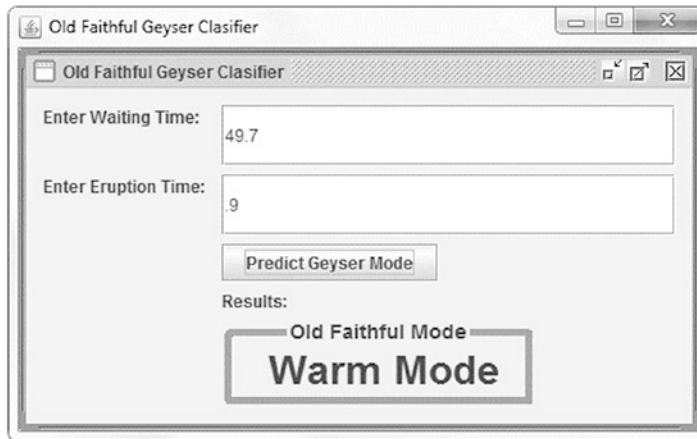 Old Faithful Geyser Clasifier
Old Faithful Geyser Clasifier
Enter Waiting Time:
49.7
Enter Eruption Time:
.9
Predict Geyser Mode
Results:
Old Faithful Mode
Warm Mode